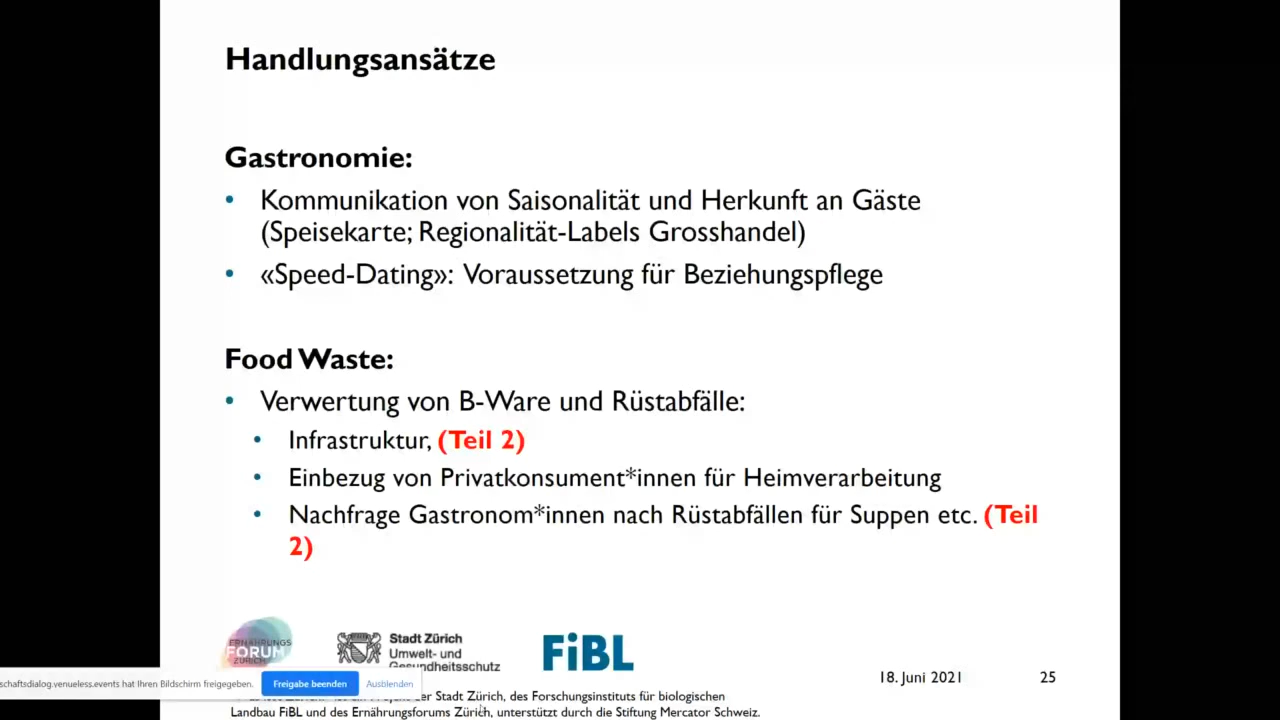 Handlungsansätze
Gastronomie:
• Kommunikation von Saisonalität und Herkunft an Gäste
(Speisekarte; Regionalität-Labels Grosshandel)
• «Speed-Dating»: Voraussetzung für Beziehungspflege
Food Waste:
• Verwertung von B-Ware und Rüstabfälle:
• Infrastruktur, (Teil 2)
• Einbezug von Privatkonsument*innen für Heimverarbeitung
• Nachfrage Gastronom*innen nach Rüstabfällen für Suppen etc. (Teil
2)
ERNÄHRUNGS
FORUM
ZÜRICH
Stadt Zürich
Umwelt- und
Gesundheitsschutz
FiBL
18. Juni 2021
25
schaftsdialog.venueless.events hat Ihren Bildschirm freigegeben.
Freigabe beenden
Ausblenden
der Stadt Zürich, des Forschungsinstituts für biologischen
Landbau FiBL und des Ernährungsforums Zürich, unterstützt durch die Stiftung Mercator Schweiz.